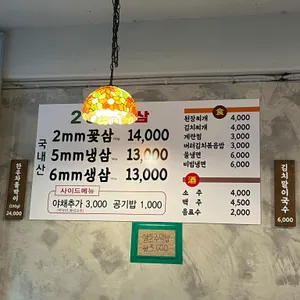 2 삼
국내산
2mm꽃삼 14,000
5mm냉삼 13,000
6mm생삼 13,000
사이드메뉴
야채추가 3,000 공기밥 1,000
食
된장찌개 4,000
김치찌개 4,000
계란찜 3,000
버터김치볶음밥 3,000
물냉면 6,000
비빔냉면 6,000
酒
소주 4,000
맥주 4,500
음료수 2,000
24,000
김치말이국수
6,000